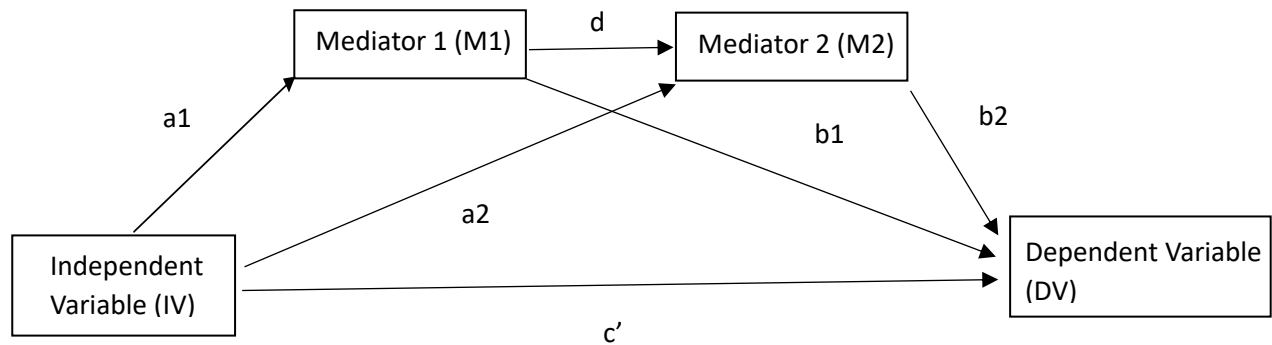 d
Mediator 1 (M1)
Mediator 2 (M2)
a1
b1
b2
a2
Independent
Variable (IV)
Dependent Variable
(DV)
c’